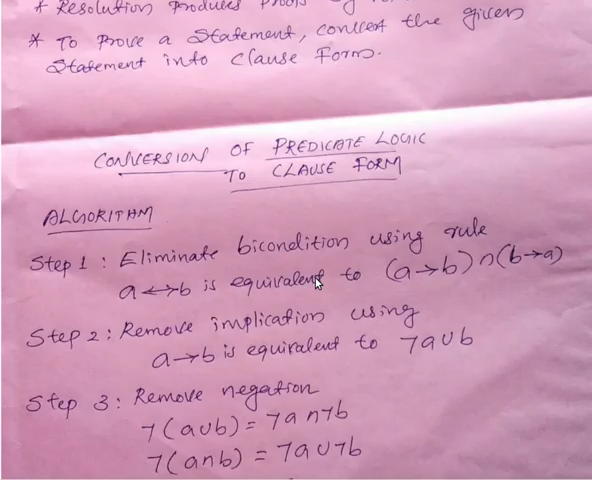 * Resolution Produces Proofs
* To Prove a Statement, convert the given
Statement into Clause Form.
CONVERSION OF PREDICATE LOGIC
TO CLAUSE FORM
ALGORITHM
Step 1 : Eliminate bicondition using rule
a ↔ b is equivalent to (a → b) ∩ (b → a)
Step 2 : Remove implication using
a → b is equivalent to ¬a ∪ b
Step 3 : Remove negation
¬(a ∪ b) = ¬a ∩ ¬b
¬(a ∩ b) = ¬a ∪ ¬b